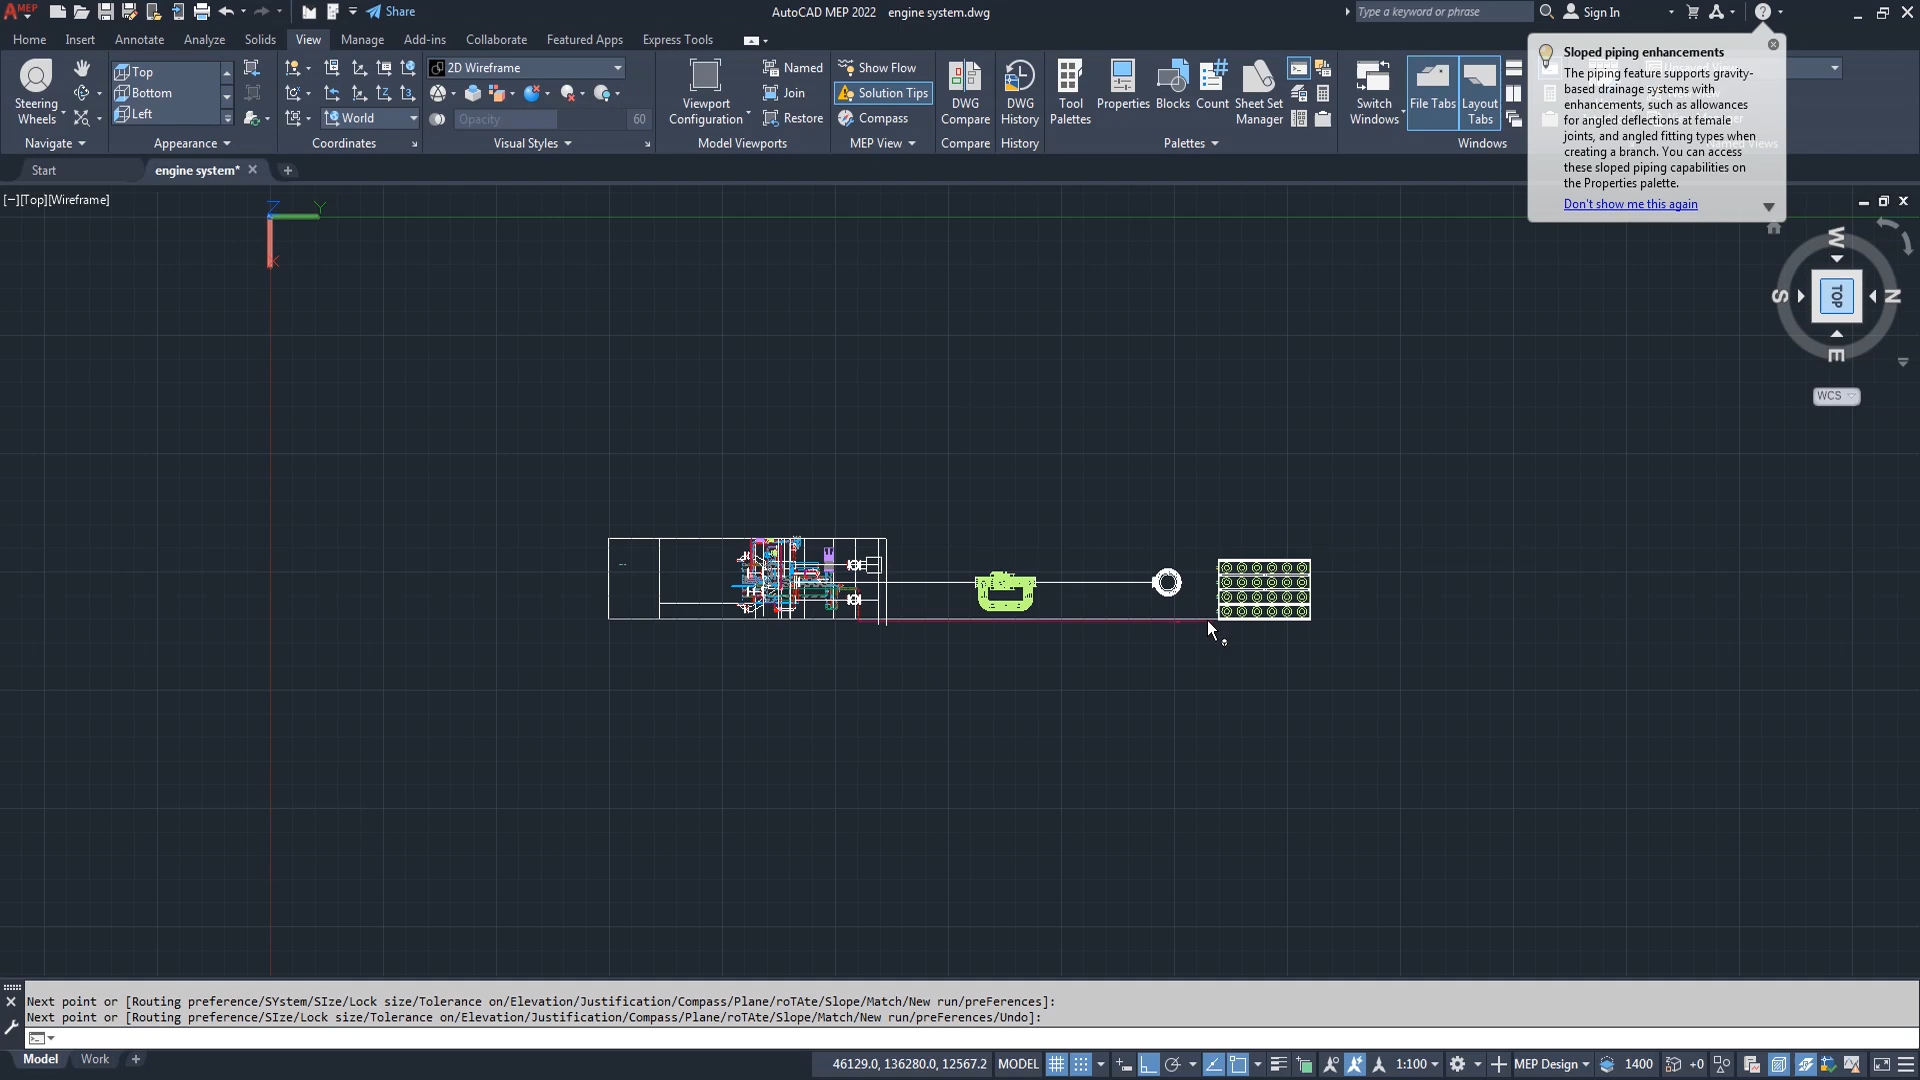 MEP
Share
AutoCAD MEP 2022 engine system.dwg
Type a keyword or phrase
Sign In
Home Insert Annotate Analyze Solids View Manage Add-ins Collaborate Featured Apps Express Tools
Steering Wheels
Top
Bottom
Left
World
2D Wireframe
Opacity 60
Viewport Configuration
Named
Join
Restore
Show Flow
Solution Tips
Compass
DWG Compare
DWG History
Tool Palettes
Properties
Blocks
Count
Sheet Set Manager
Switch Windows
File Tabs
Layout Tabs
Navigate Appearance Coordinates Visual Styles Model Viewports MEP View Compare History Palettes Windows
Sloped piping enhancements
The piping feature supports gravity-
based drainage systems with
enhancements, such as allowances
for angled deflections at female
joints, and angled fitting types when
creating a branch. You can access
these sloped piping capabilities on
the Properties palette.
Don't show me this again
Start engine system*
[−][Top][Wireframe]
Z Y
X
W
S TOP N
E
WCS
Next point or [Routing preference/SYstem/SIze/Lock size/Tolerance on/Elevation/Justification/Compass/Plane/roTAte/Slope/Match/New run/preFerences]:
Next point or [Routing preference/SIze/Lock size/Tolerance on/Elevation/Justification/Compass/Plane/roTAte/Slope/Match/New run/preFerences/Undo]:
Model Work +
46129.0, 136280.0, 12567.2 MODEL 1:100 MEP Design 1400 +0